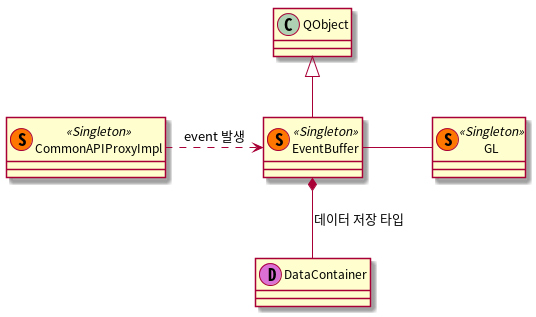 C QObject
S «Singleton»
CommonAPIProxyImpl
event 발생
S «Singleton»
EventBuffer
S «Singleton»
GL
데이터 저장 타입
D DataContainer